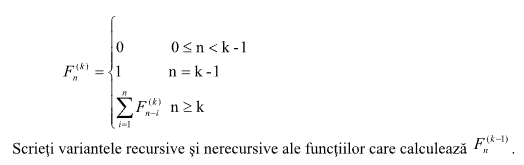 0 0 ≤ n < k - 1
F_n^{(k)} = { 1 n = k - 1
\sum_{i=1}^{n} F_{n-i}^{(k)} n ≥ k
Scrieţi variantele recursive şi nerecursive ale funcţiilor care calculează F_n^{(k-1)}.